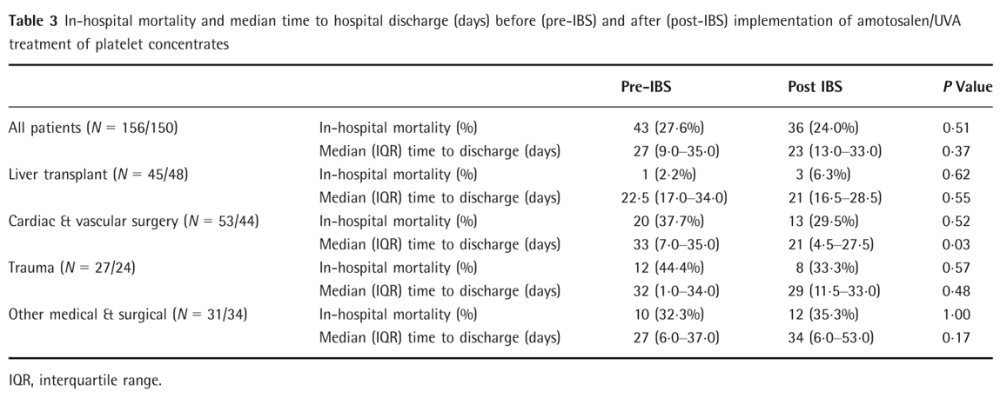 Table 3 In-hospital mortality and median time to hospital discharge (days) before (pre-IBS) and after (post-IBS) implementation of amotosalen/UVA
treatment of platelet concentrates
Pre-IBS Post IBS P Value
All patients (N = 156/150) In-hospital mortality (%) 43 (27·6%) 36 (24·0%) 0·51
Median (IQR) time to discharge (days) 27 (9·0–35·0) 23 (13·0–33·0) 0·37
Liver transplant (N = 45/48) In-hospital mortality (%) 1 (2·2%) 3 (6·3%) 0·62
Median (IQR) time to discharge (days) 22·5 (17·0–34·0) 21 (16·5–28·5) 0·55
Cardiac & vascular surgery (N = 53/44) In-hospital mortality (%) 20 (37·7%) 13 (29·5%) 0·52
Median (IQR) time to discharge (days) 33 (7·0–35·0) 21 (4·5–27·5) 0·03
Trauma (N = 27/24) In-hospital mortality (%) 12 (44·4%) 8 (33·3%) 0·57
Median (IQR) time to discharge (days) 32 (1·0–34·0) 29 (11·5–33·0) 0·48
Other medical & surgical (N = 31/34) In-hospital mortality (%) 10 (32·3%) 12 (35·3%) 1·00
Median (IQR) time to discharge (days) 27 (6·0–37·0) 34 (6·0–53·0) 0·17
IQR, interquartile range.